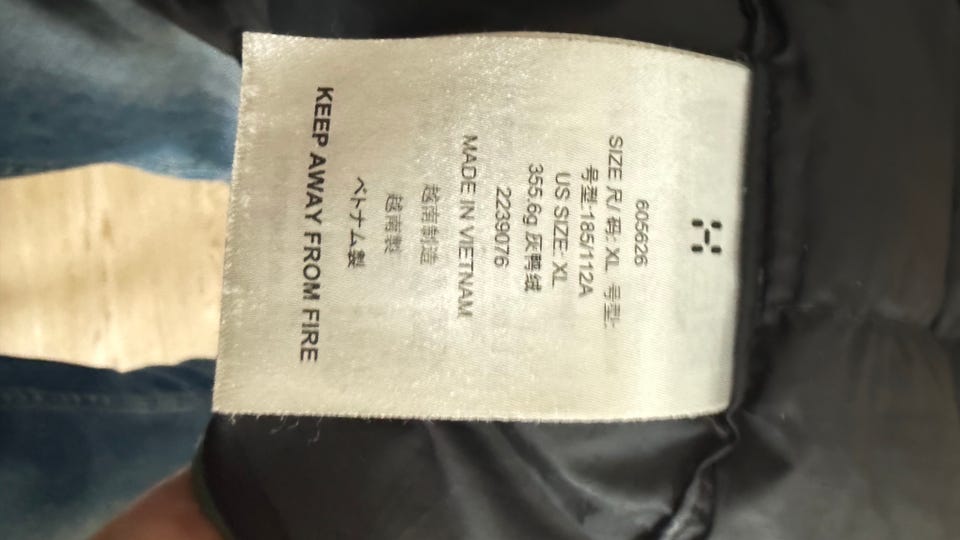 605626
SIZE 尺/ 码: XL 号型:
号型:185/112A
US SIZE: XL
355.6g 灰鸭绒
2239076
MADE IN VIETNAM
越南制造
越南製
ベトナム製
KEEP AWAY FROM FIRE